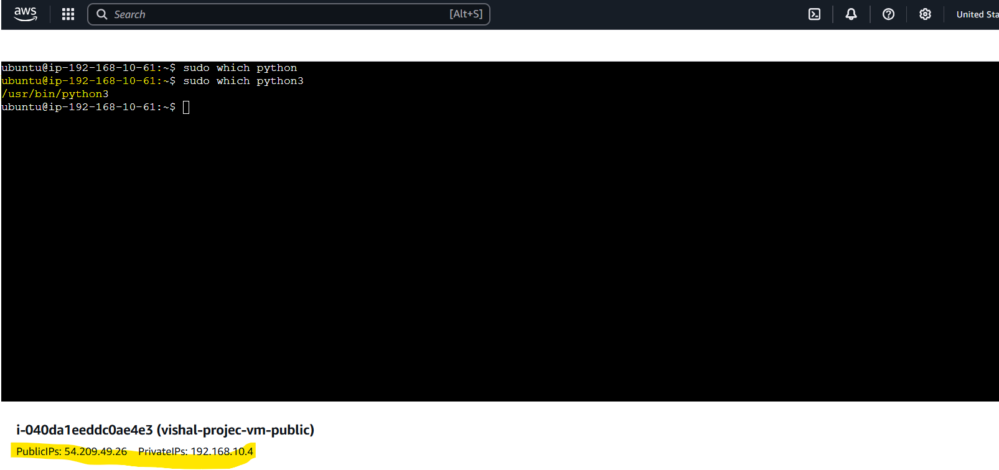 aws Search [Alt+S] United Sta
ubuntu@ip-192-168-10-61:~$ sudo which python
ubuntu@ip-192-168-10-61:~$ sudo which python3
/usr/bin/python3
ubuntu@ip-192-168-10-61:~$
i-040da1eeddc0ae4e3 (vishal-projec-vm-public)
PublicIPs: 54.209.49.26 PrivateIPs: 192.168.10.4